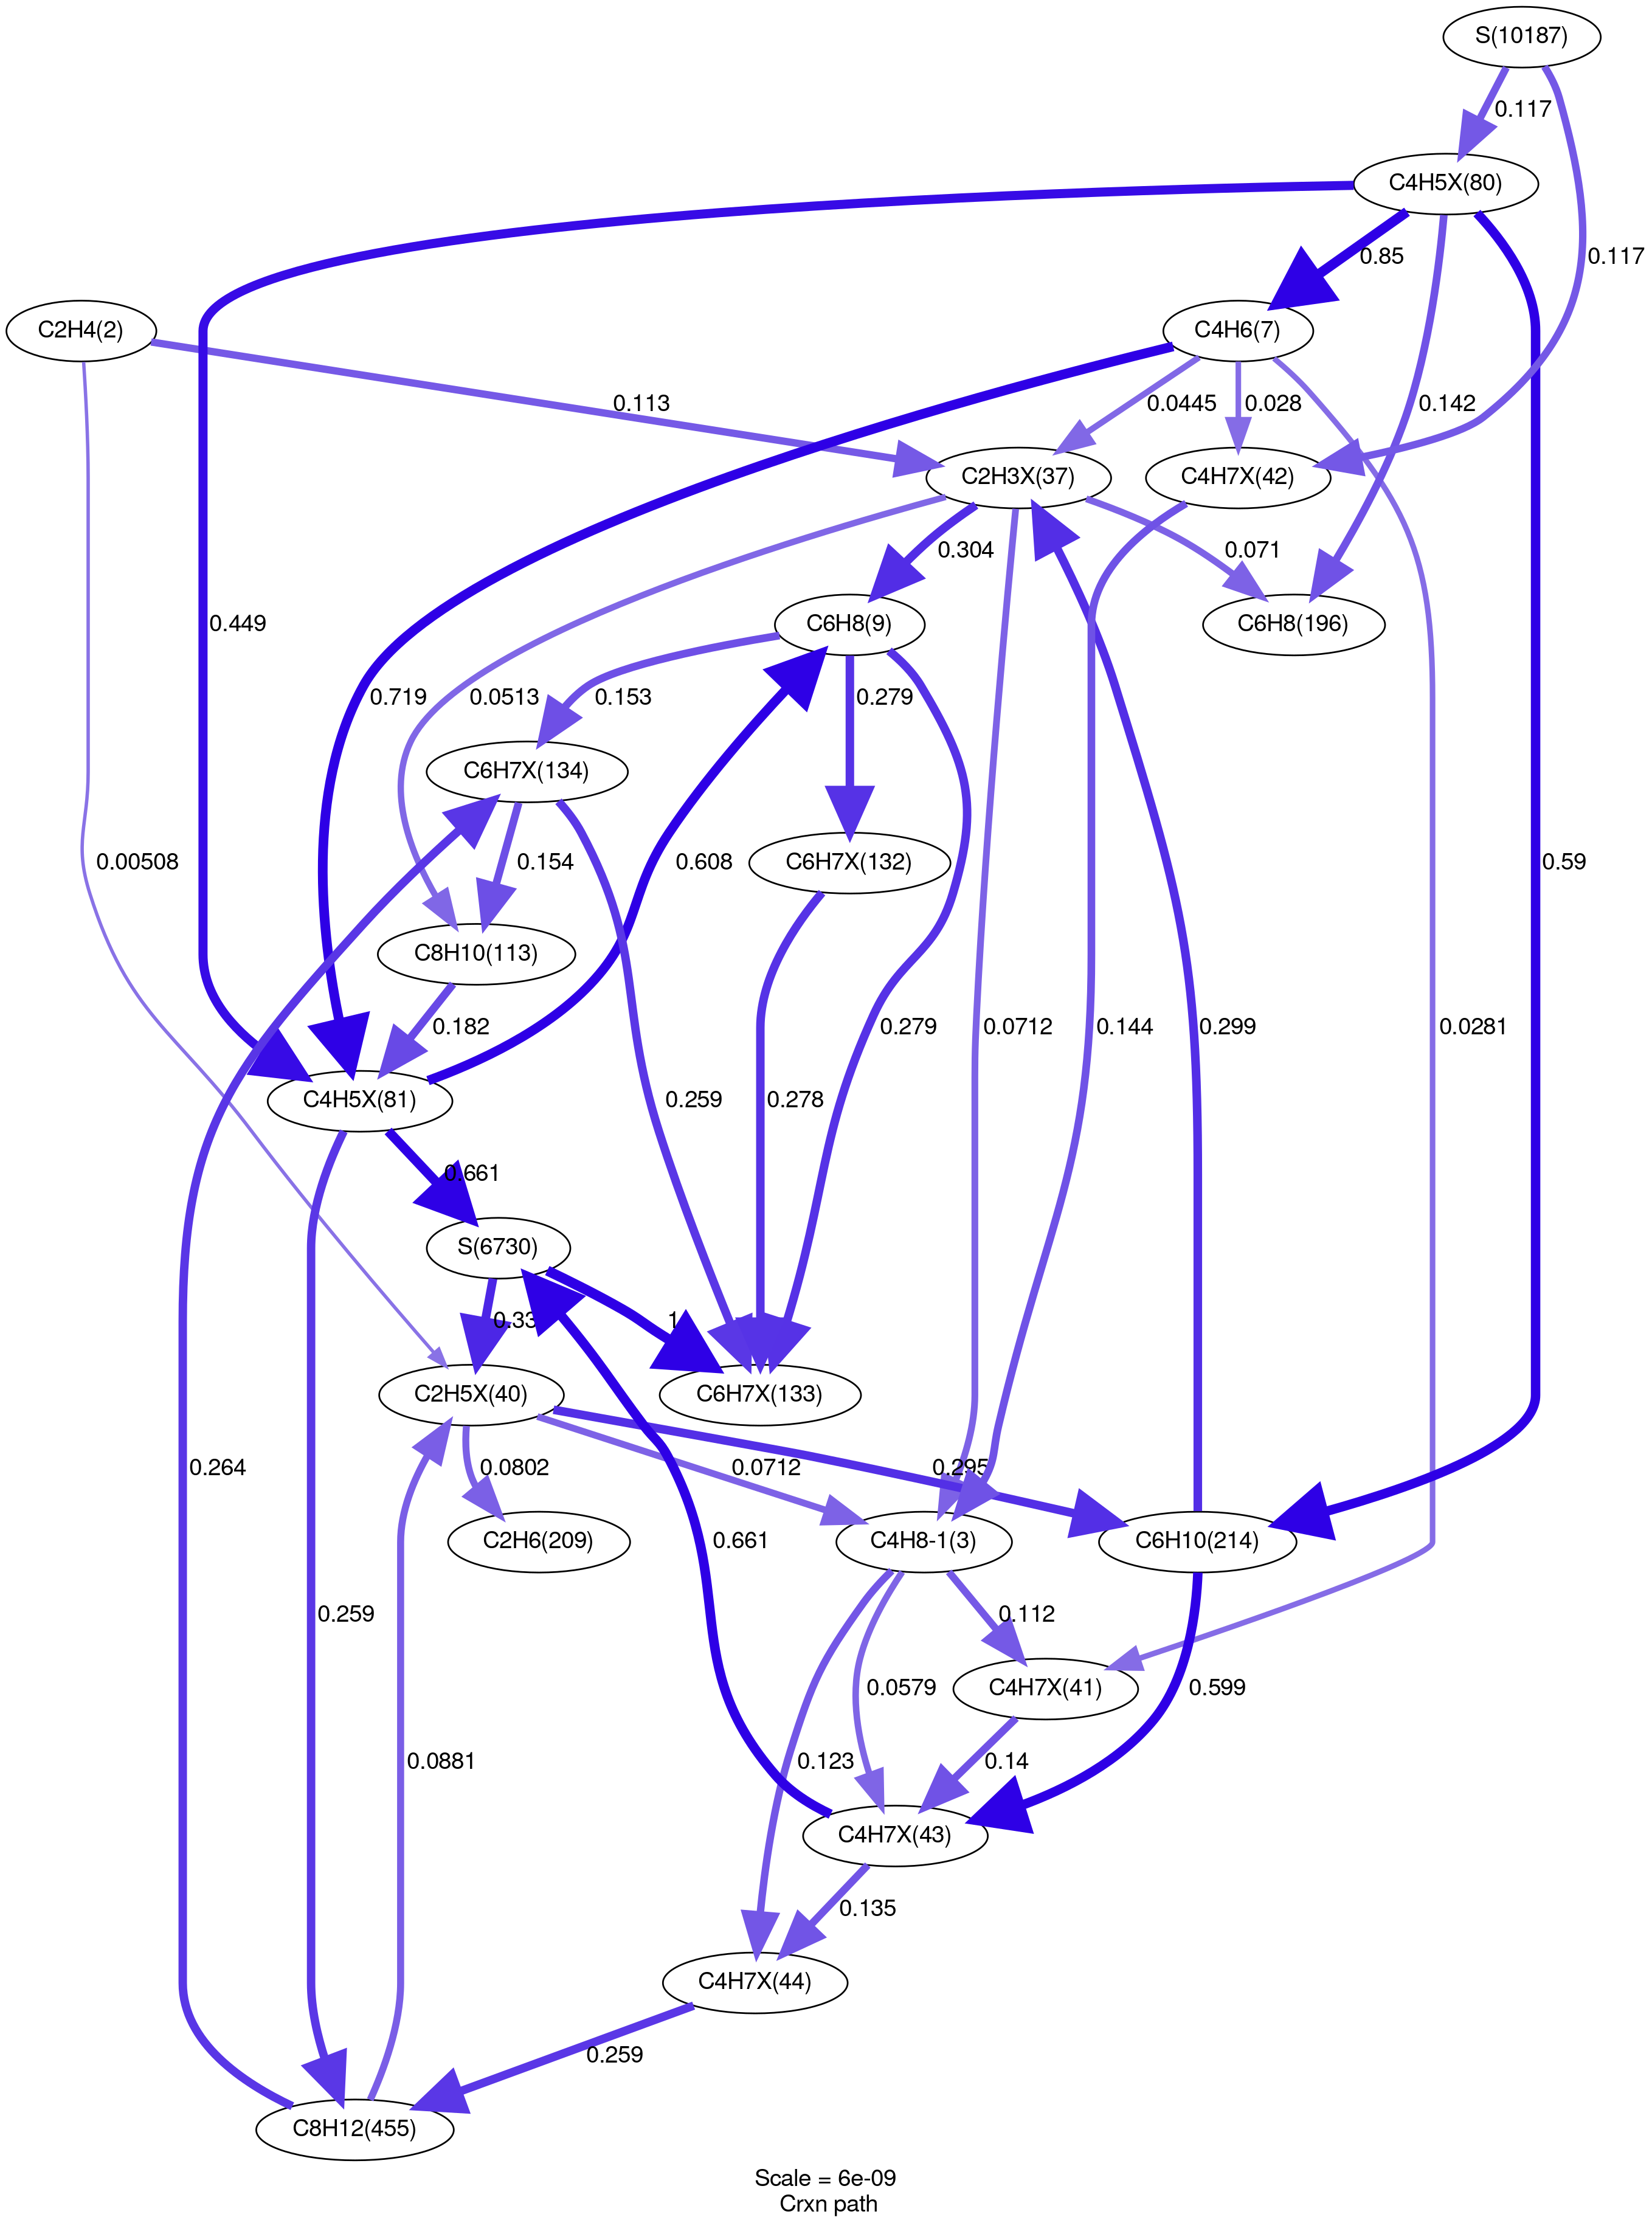 S(10187)
0.117
C4H5X(80)
0.85
0.117
C2H4(2)
C4H6(7)
0.113
0.0445
0.028
0.142
C2H3X(37)
C4H7X(42)
0.304
0.071
0.449
C6H8(9)
C6H8(196)
0.719
0.0513
0.153
0.279
C6H7X(134)
0.00508
0.154
0.608
C6H7X(132)
0.59
C8H10(113)
0.182
0.279
0.0712
0.144
0.299
0.0281
C4H5X(81)
0.259
0.278
0.661
S(6730)
0.33
1
C2H5X(40)
C6H7X(133)
0.264
0.0802
0.0712
0.295
C2H6(209)
0.661
C4H8-1(3)
C6H10(214)
0.259
0.112
0.0579
C4H7X(41)
0.599
0.0881
0.123
0.14
C4H7X(43)
0.135
C4H7X(44)
0.259
C8H12(455)
Scale = 6e-09
Crxn path